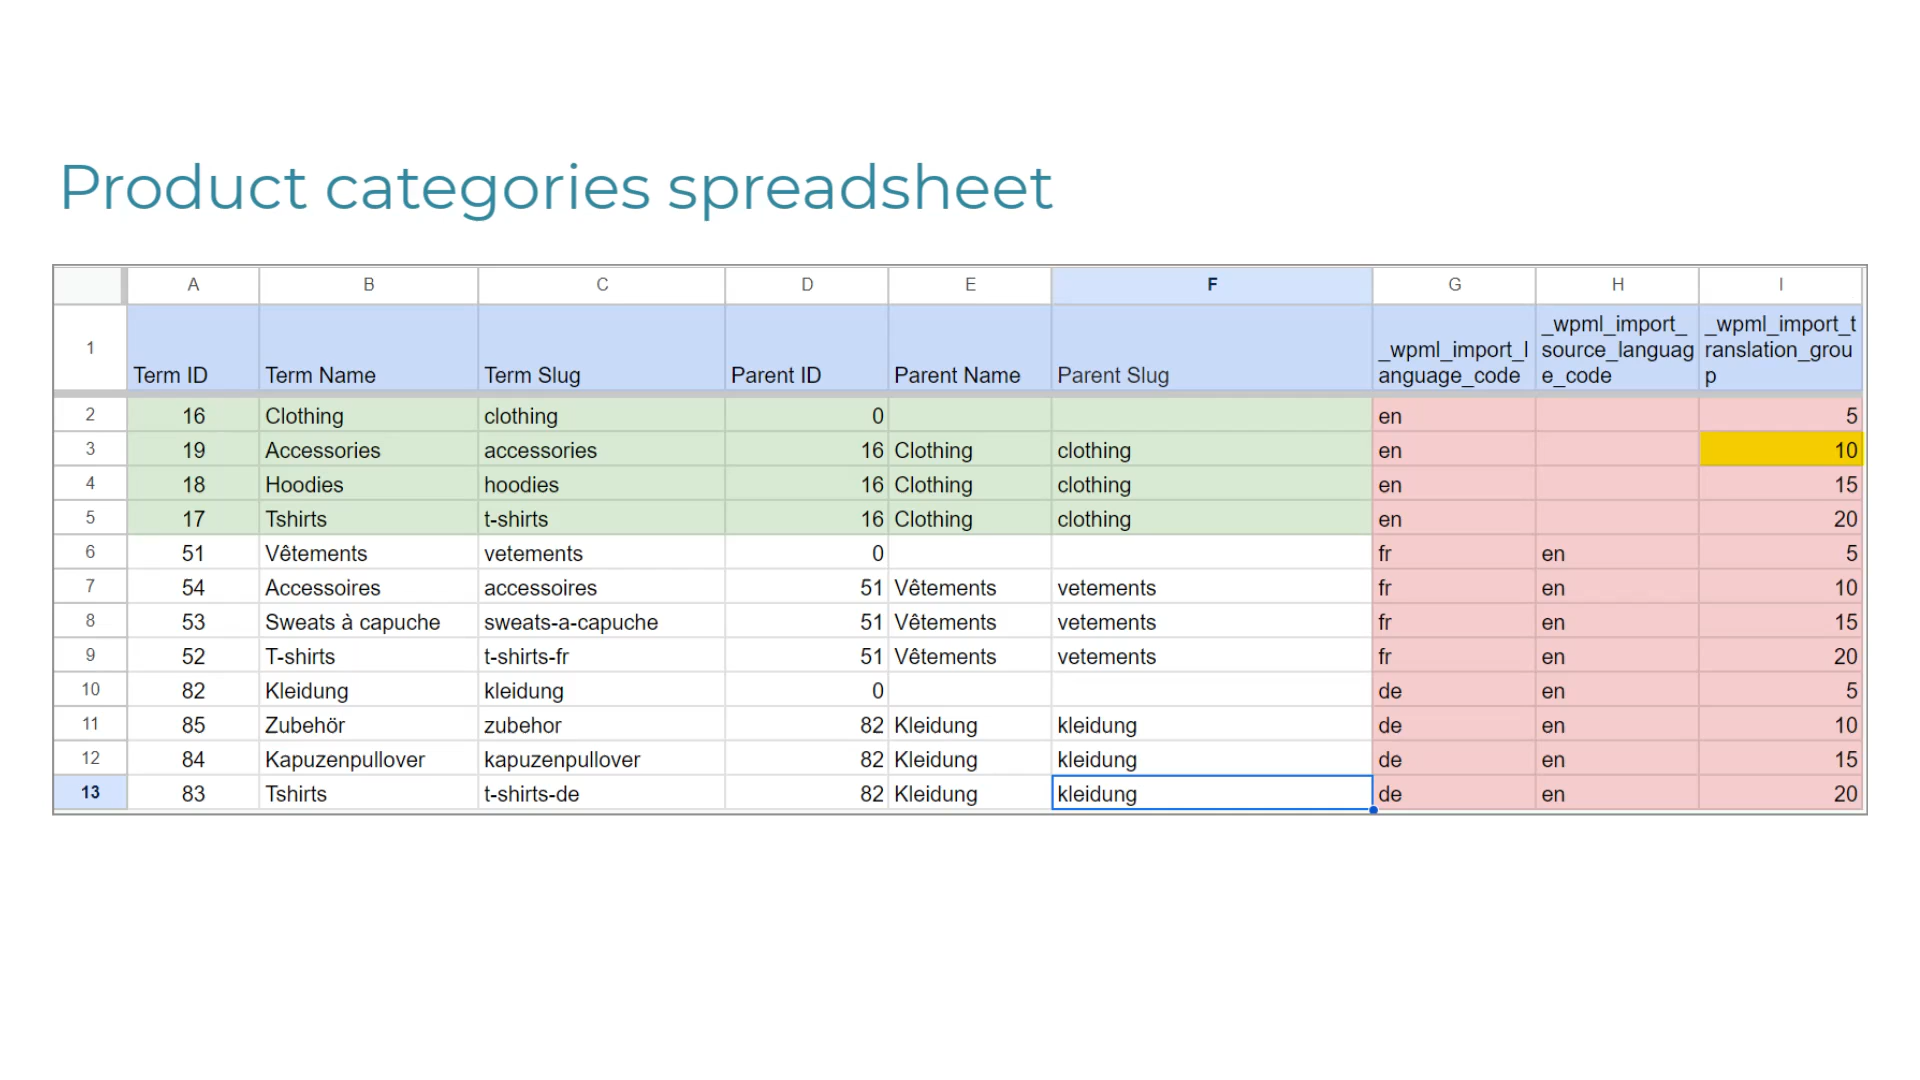 Product categories spreadsheet
A B C D E F G H I
1 Term ID Term Name Term Slug Parent ID Parent Name Parent Slug _wpml_import_language_code _wpml_import_source_language_code _wpml_import_translation_group
2 16 Clothing clothing 0 en 5
3 19 Accessories accessories 16 Clothing clothing en 10
4 18 Hoodies hoodies 16 Clothing clothing en 15
5 17 Tshirts t-shirts 16 Clothing clothing en 20
6 51 Vêtements vetements 0 fr en 5
7 54 Accessoires accessoires 51 Vêtements vetements fr en 10
8 53 Sweats à capuche sweats-a-capuche 51 Vêtements vetements fr en 15
9 52 T-shirts t-shirts-fr 51 Vêtements vetements fr en 20
10 82 Kleidung kleidung 0 de en 5
11 85 Zubehör zubehor 82 Kleidung kleidung de en 10
12 84 Kapuzenpullover kapuzenpullover 82 Kleidung kleidung de en 15
13 83 Tshirts t-shirts-de 82 Kleidung kleidung de en 20